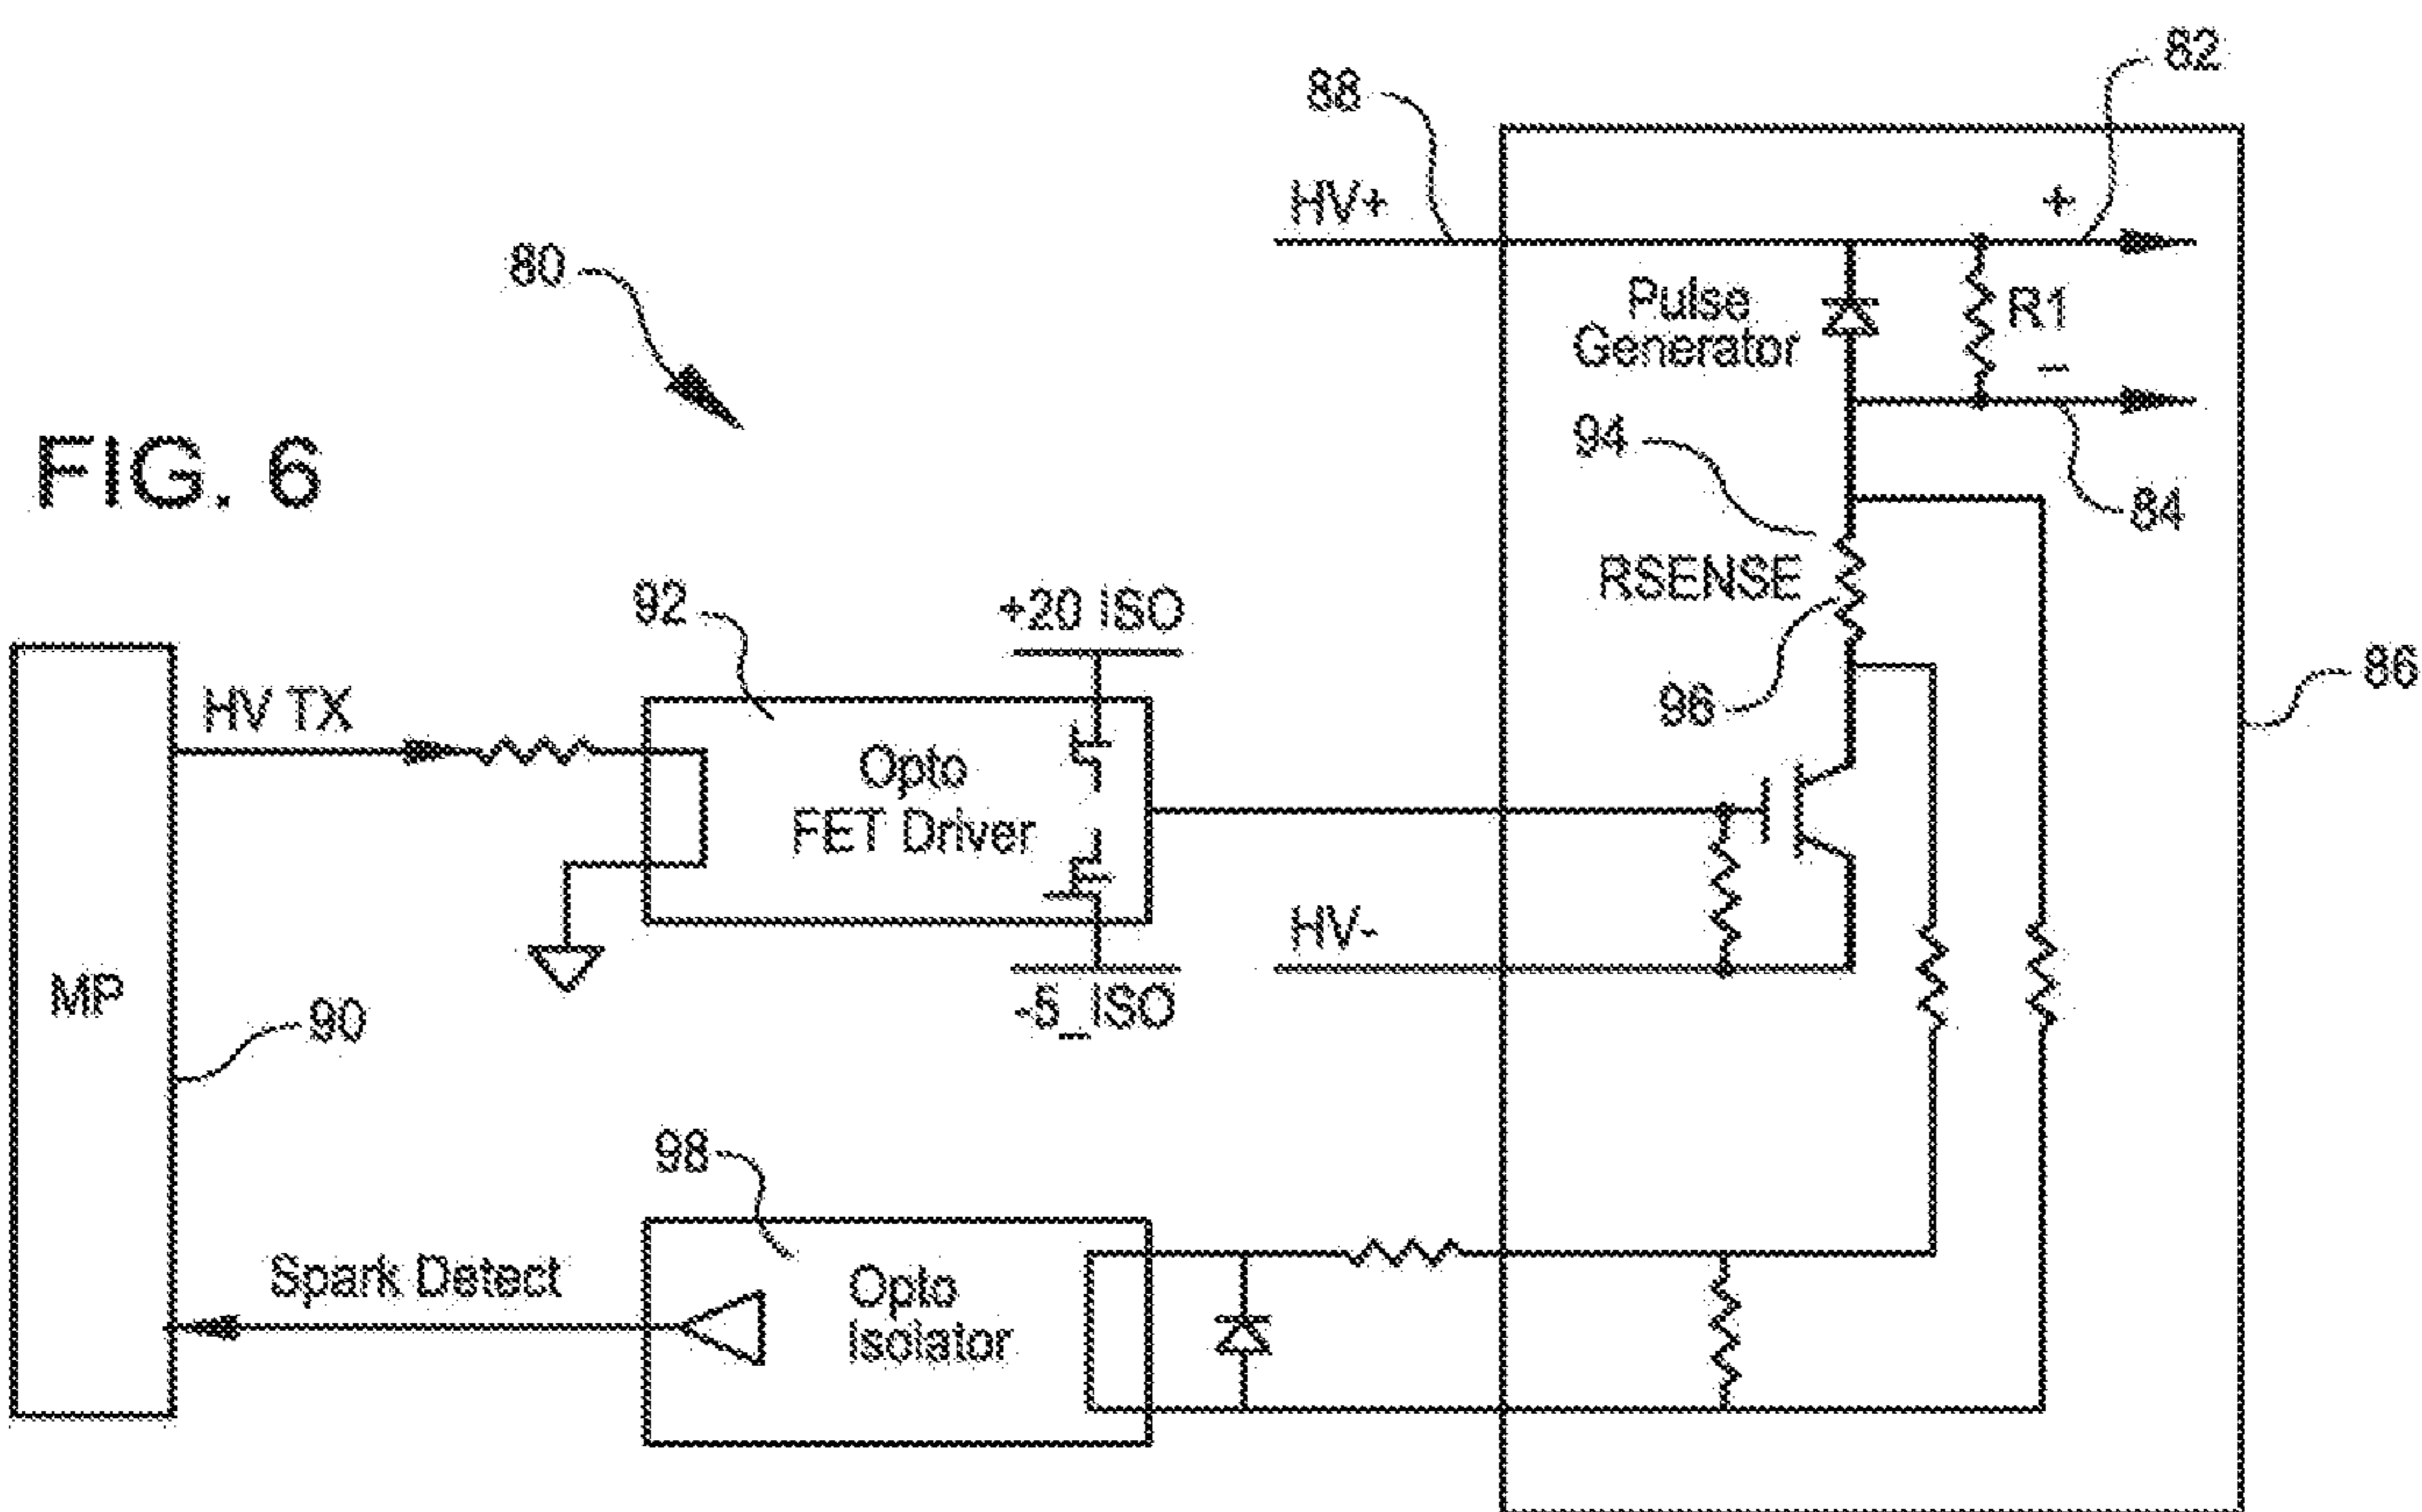 82
88
HV+
+
80
Pulse
Generator
R1
-
FIG. 6
94
84
RSENSE
92
+20 ISO
96
86
HV TX
Opto
FET Driver
HV-
MP
-5_ISO
90
98
Spark Detect
Opto
Isolator